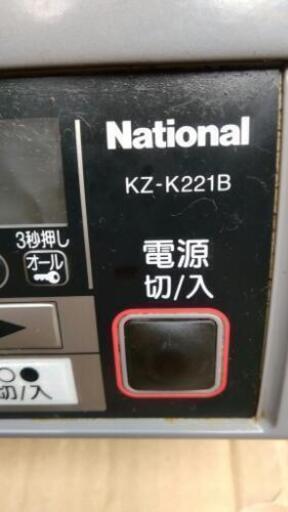 National
KZ-K221B
3秒押し
オール
電源
切/入
切/入